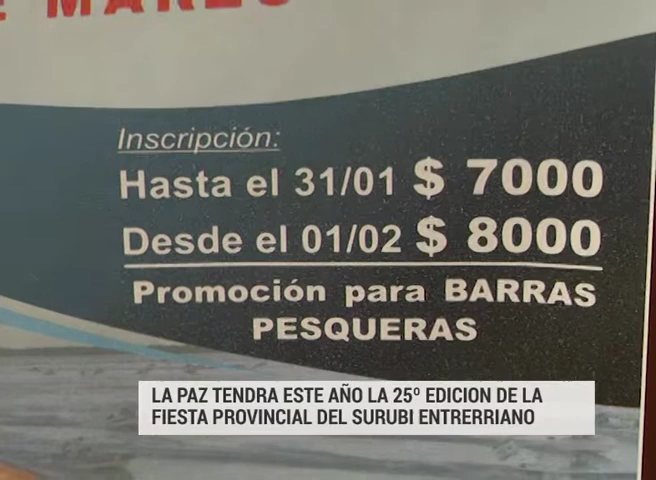 MARZO
Inscripción:
Hasta el 31/01 $ 7000
Desde el 01/02 $ 8000
Promoción para BARRAS
PESQUERAS
LA PAZ TENDRA ESTE AÑO LA 25º EDICION DE LA
FIESTA PROVINCIAL DEL SURUBI ENTRERRIANO